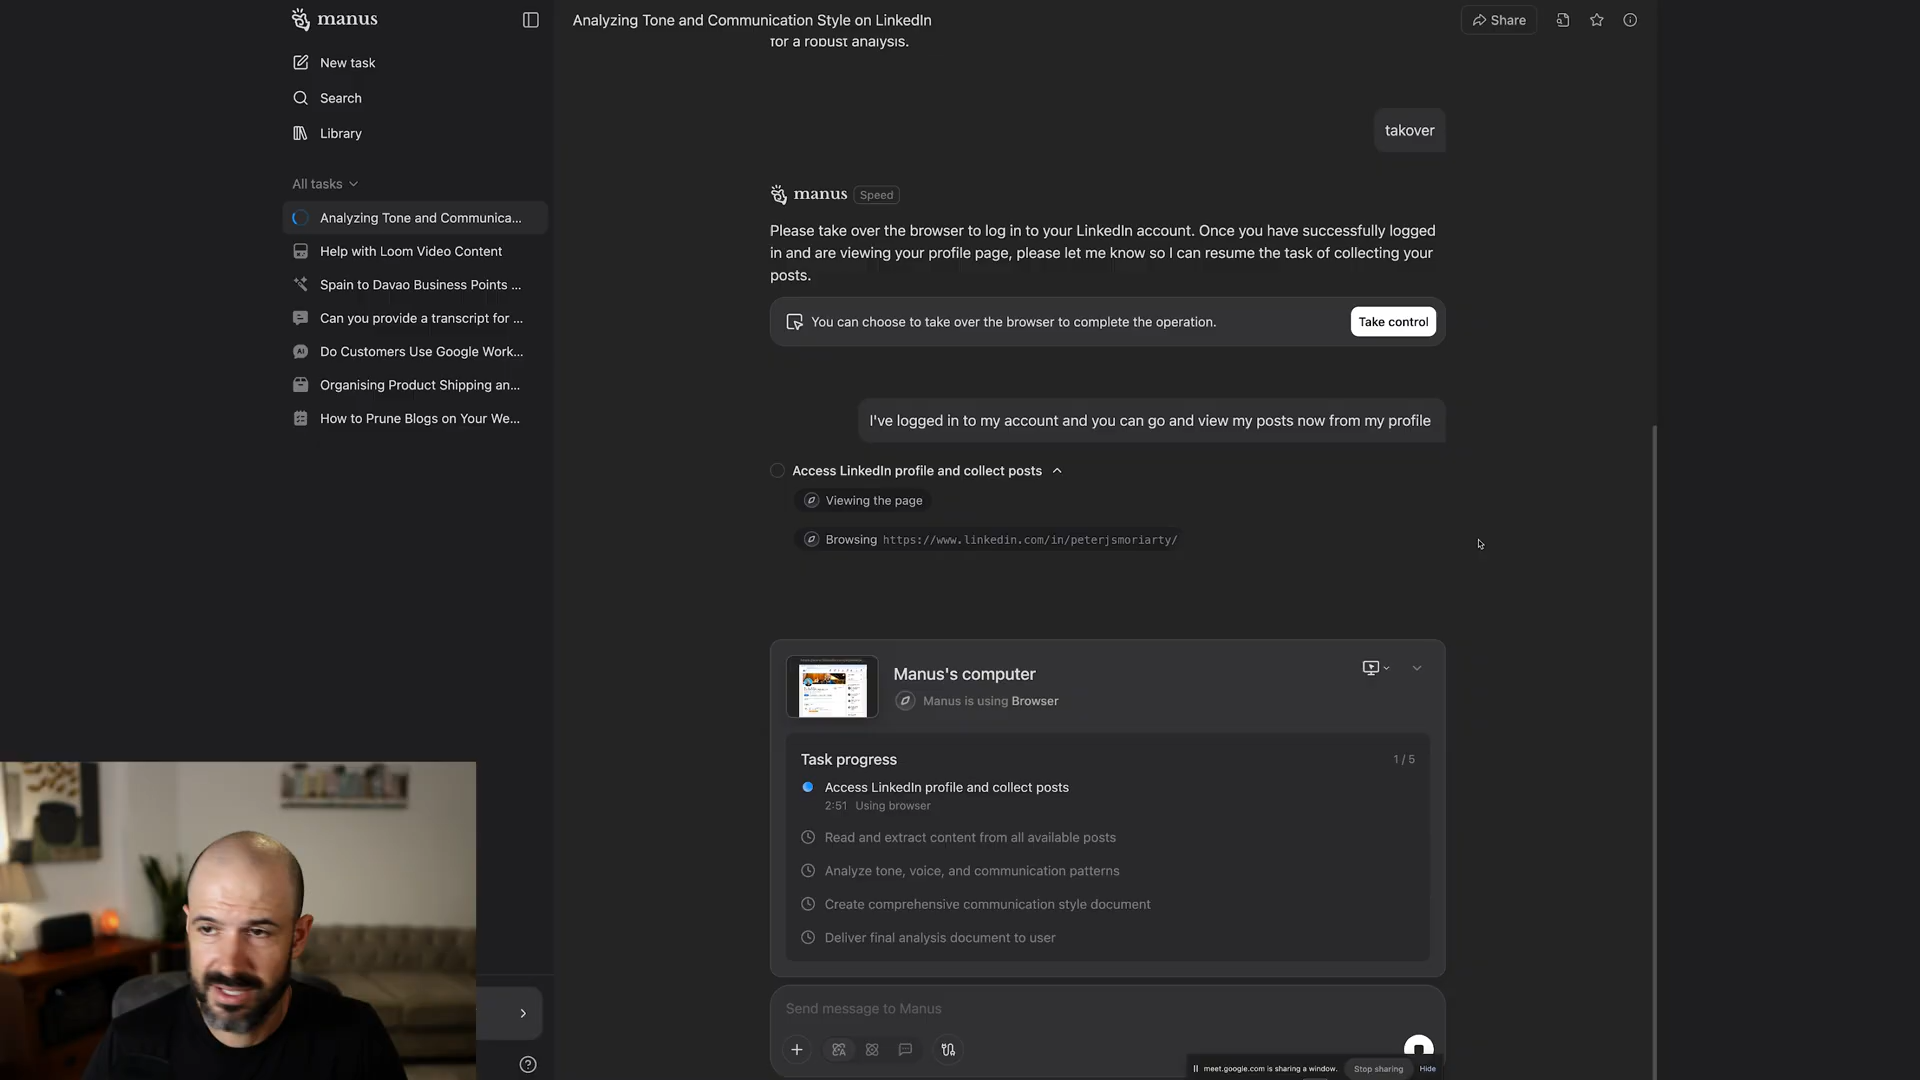 manus
New task
Search
Library
All tasks
Analyzing Tone and Communica...
Help with Loom Video Content
Spain to Davao Business Points ...
Can you provide a transcript for ...
Do Customers Use Google Work...
Organising Product Shipping an...
How to Prune Blogs on Your We...
Analyzing Tone and Communication Style on LinkedIn
Share
for a robust analysis.
takover
manus Speed
Please take over the browser to log in to your LinkedIn account. Once you have successfully logged
in and are viewing your profile page, please let me know so I can resume the task of collecting your
posts.
You can choose to take over the browser to complete the operation.
Take control
I've logged in to my account and you can go and view my posts now from my profile
Access LinkedIn profile and collect posts
Viewing the page
Browsing https://www.linkedin.com/in/peterjsmoriarty/
Manus's computer
Manus is using Browser
Task progress
1 / 5
Access LinkedIn profile and collect posts
2:51 Using browser
Read and extract content from all available posts
Analyze tone, voice, and communication patterns
Create comprehensive communication style document
Deliver final analysis document to user
Send message to Manus
meet.google.com is sharing a window.
Stop sharing
Hide